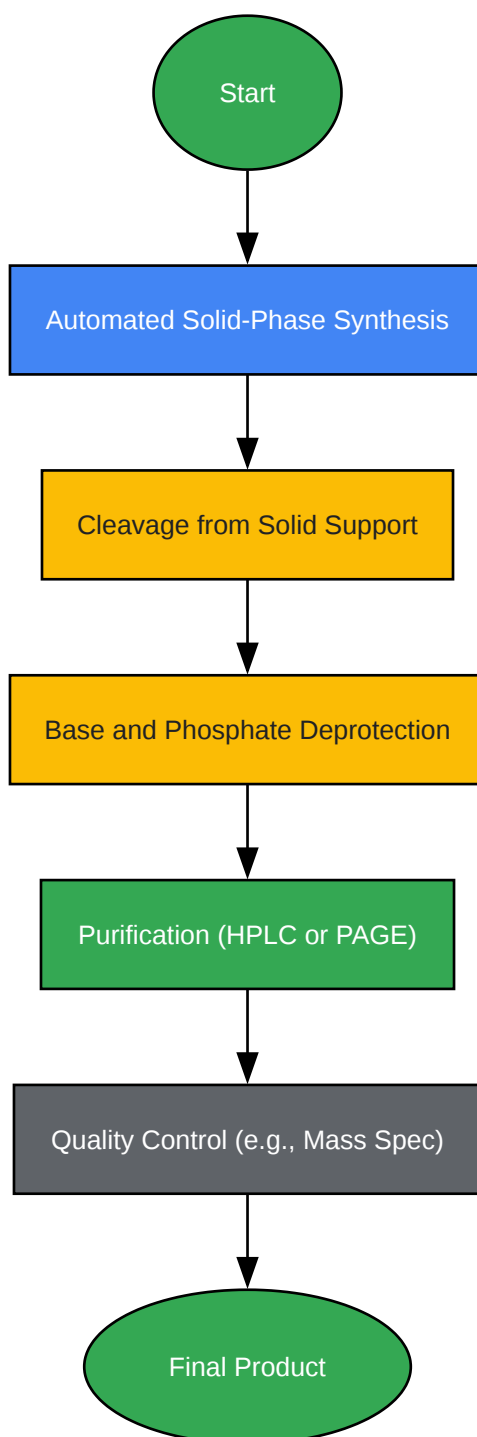 Start
Automated Solid-Phase Synthesis
Cleavage from Solid Support
Base and Phosphate Deprotection
Purification (HPLC or PAGE)
Quality Control (e.g., Mass Spec)
Final Product